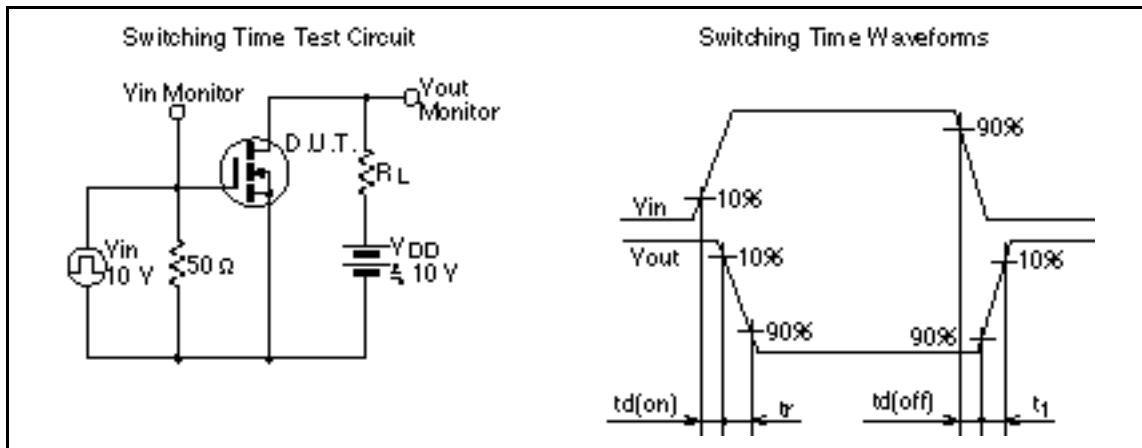 Switching Time Test Circuit
Vin Monitor
Vout
Monitor
D.U.T.
RL
Vin
10 V
50 Ω
VDD
≒ 10 V
Switching Time Waveforms
Vin
Vout
10%
90%
10%
90%
90%
10%
td(on)
tr
td(off)
t1